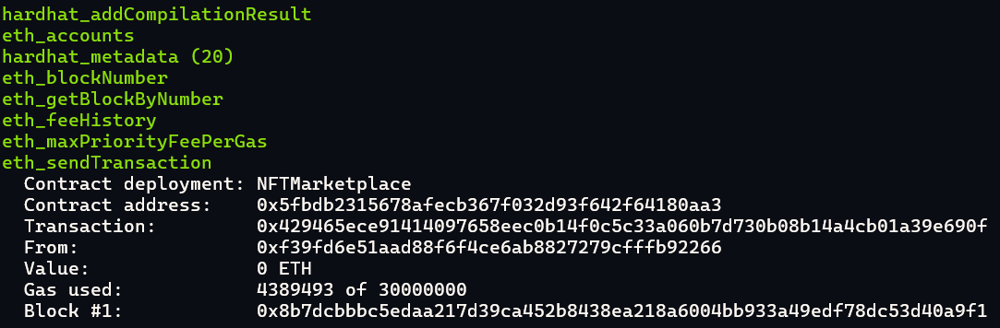 hardhat_addCompilationResult
eth_accounts
hardhat_metadata (20)
eth_blockNumber
eth_getBlockByNumber
eth_feeHistory
eth_maxPriorityFeePerGas
eth_sendTransaction
Contract deployment: NFTMarketplace
Contract address: 0x5fbdb2315678afecb367f032d93f642f64180aa3
Transaction: 0x429465ece91414097658eec0b14f0c5c33a060b7d730b08b14a4cb01a39e690f
From: 0xf39fd6e51aad88f6f4ce6ab8827279cfffb92266
Value: 0 ETH
Gas used: 4389493 of 30000000
Block #1: 0x8b7dcbbbc5edaa217d39ca452b8438ea218a6004bb933a49edf78dc53d40a9f1